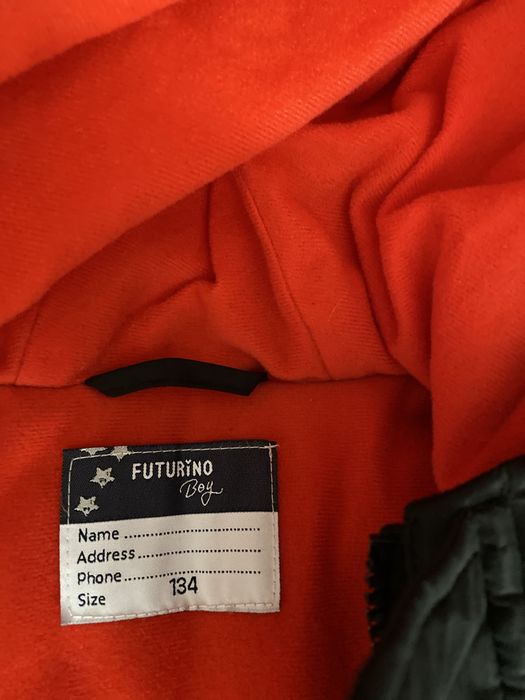 FUTURINO
Boy
Name ..............................
Address ........................
Phone ............................
Size 134